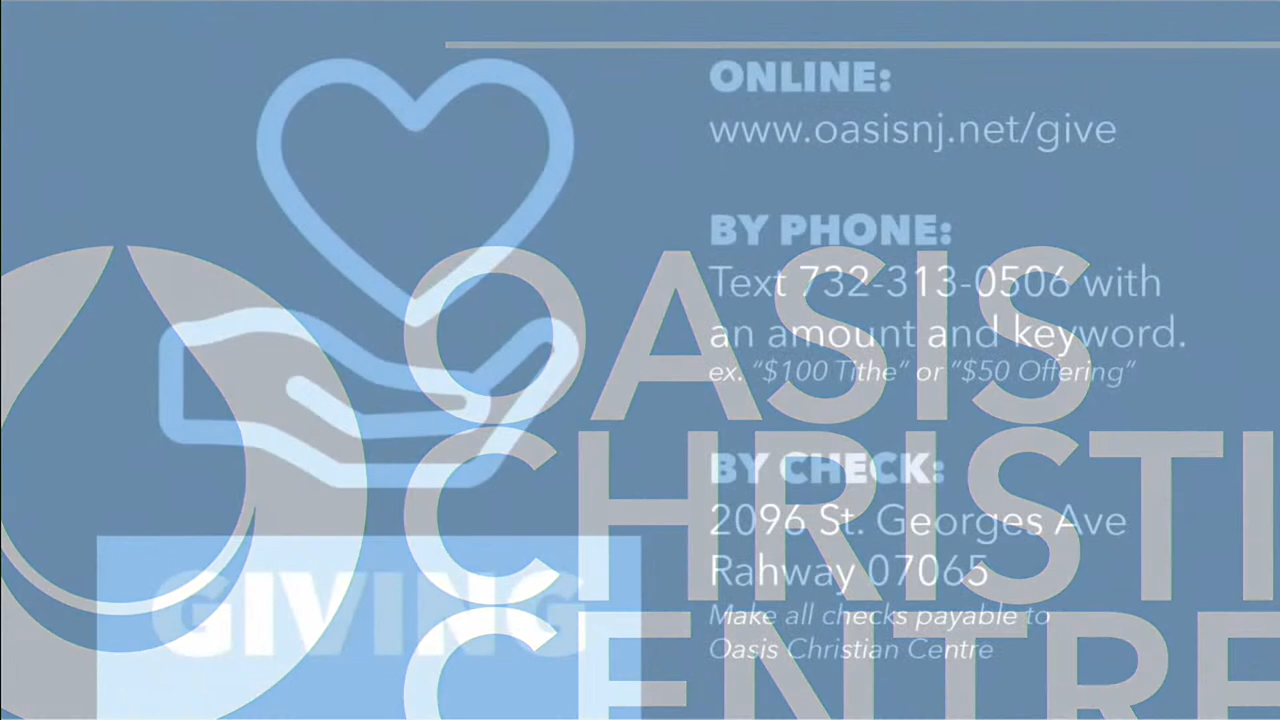 ONLINE:
www.oasisnj.net/give
BY PHONE:
Text 732-313-0506 with
an amount and keyword.
ex. “$100 Tithe” or “$50 Offering”
BY CHECK:
2096 St. Georges Ave
Rahway 07065
Make all checks payable to
Oasis Christian Centre
GIVING
OASIS
CHRISTI
CENTRE